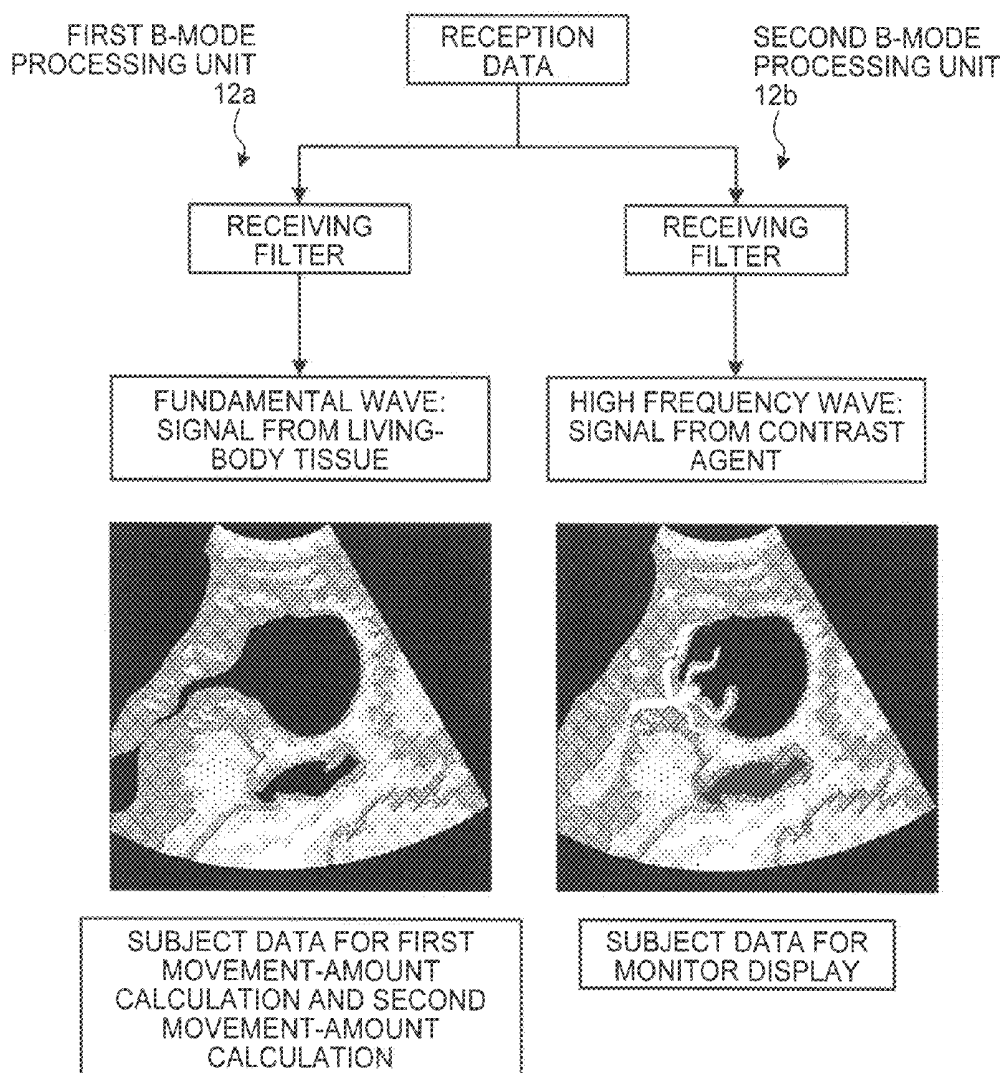 FIRST B-MODE
PROCESSING UNIT
12a
RECEPTION
DATA
SECOND B-MODE
PROCESSING UNIT
12b
RECEIVING
FILTER
RECEIVING
FILTER
FUNDAMENTAL WAVE:
SIGNAL FROM LIVING-
BODY TISSUE
HIGH FREQUENCY WAVE:
SIGNAL FROM CONTRAST
AGENT
SUBJECT DATA FOR FIRST
MOVEMENT-AMOUNT
CALCULATION AND SECOND
MOVEMENT-AMOUNT
CALCULATION
SUBJECT DATA FOR
MONITOR DISPLAY